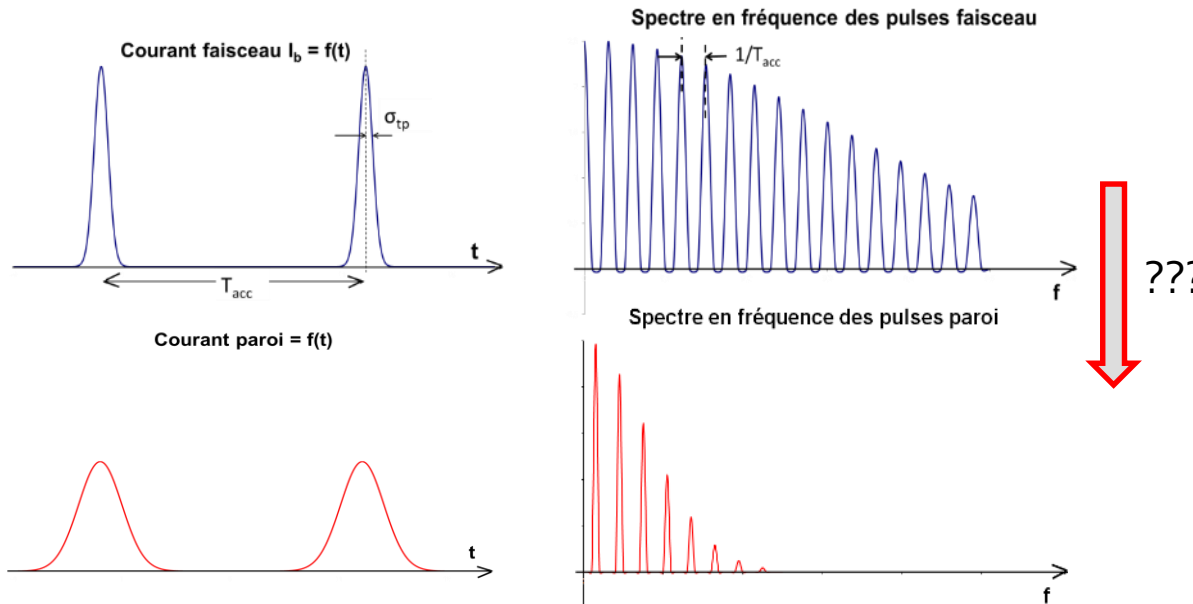 Spectre en fréquence des pulses faisceau
Courant faisceau I_b = f(t)
1/T_acc
σ_tp
t
T_acc
f
???
Courant paroi = f(t)
Spectre en fréquence des pulses paroi
t
f